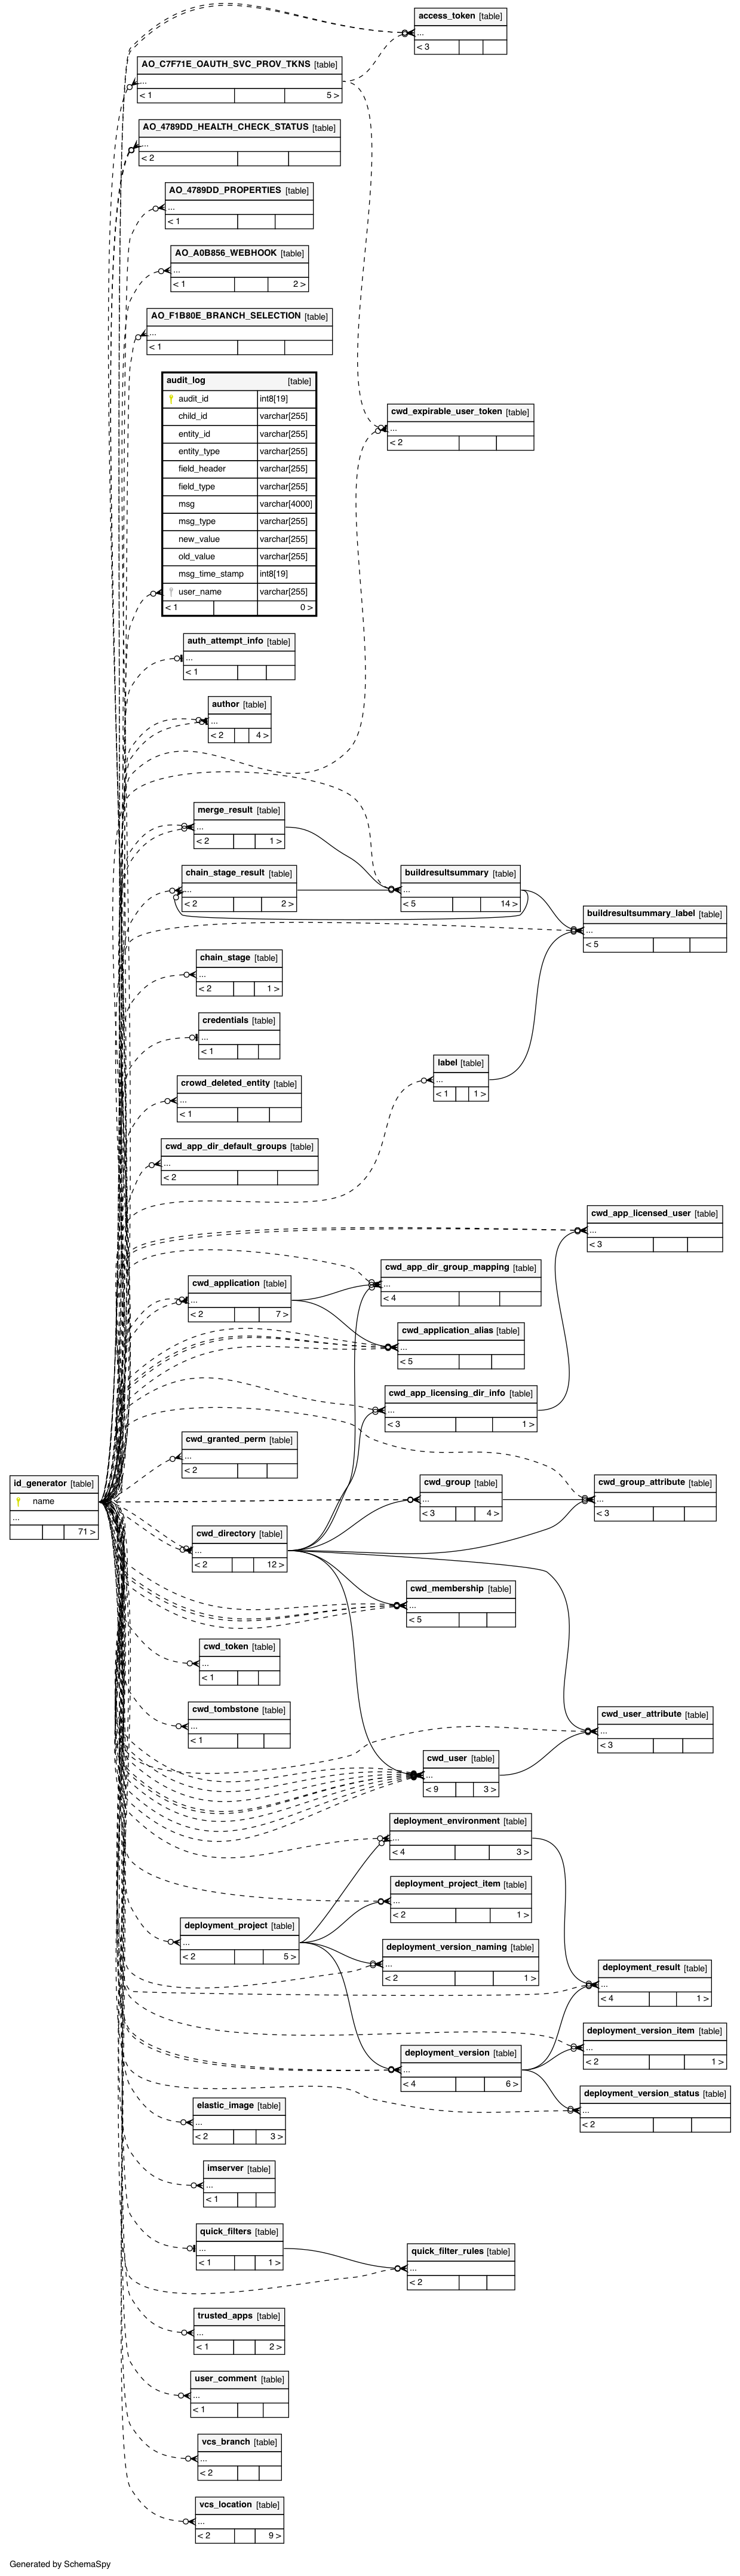 access_token [table]
...
< 3
AO_C7F71E_OAUTH_SVC_PROV_TKNS [table]
...
< 1 5 >
AO_4789DD_HEALTH_CHECK_STATUS [table]
...
< 2
AO_4789DD_PROPERTIES [table]
...
< 1
AO_A0B856_WEBHOOK [table]
...
< 1 2 >
AO_F1B80E_BRANCH_SELECTION [table]
...
< 1
audit_log [table]
audit_id int8[19]
child_id varchar[255]
entity_id varchar[255]
entity_type varchar[255]
field_header varchar[255]
field_type varchar[255]
msg varchar[4000]
msg_type varchar[255]
new_value varchar[255]
old_value varchar[255]
msg_time_stamp int8[19]
user_name varchar[255]
< 1 0 >
cwd_expirable_user_token [table]
...
< 2
auth_attempt_info [table]
...
< 1
author [table]
...
< 2 4 >
merge_result [table]
...
< 2 1 >
chain_stage_result [table]
...
< 2 2 >
buildresultsummary [table]
...
< 5 14 >
buildresultsummary_label [table]
...
< 5
chain_stage [table]
...
< 2 1 >
credentials [table]
...
< 1
label [table]
...
< 1 1 >
crowd_deleted_entity [table]
...
< 1
cwd_app_dir_default_groups [table]
...
< 2
cwd_app_licensed_user [table]
...
< 3
cwd_app_dir_group_mapping [table]
...
< 4
cwd_application [table]
...
< 2 7 >
cwd_application_alias [table]
...
< 5
cwd_app_licensing_dir_info [table]
...
< 3 1 >
cwd_granted_perm [table]
...
< 2
id_generator [table]
name
...
71 >
cwd_group [table]
...
< 3 4 >
cwd_group_attribute [table]
...
< 3
cwd_directory [table]
...
< 2 12 >
cwd_membership [table]
...
< 5
cwd_token [table]
...
< 1
cwd_tombstone [table]
...
< 1
cwd_user_attribute [table]
...
< 3
cwd_user [table]
...
< 9 3 >
deployment_environment [table]
...
< 4 3 >
deployment_project_item [table]
...
< 2 1 >
deployment_project [table]
...
< 2 5 >
deployment_version_naming [table]
...
< 2 1 >
deployment_result [table]
...
< 4 1 >
deployment_version_item [table]
...
< 2 1 >
deployment_version [table]
...
< 4 6 >
deployment_version_status [table]
...
< 2
elastic_image [table]
...
< 2 3 >
imserver [table]
...
< 1
quick_filters [table]
...
< 1 1 >
quick_filter_rules [table]
...
< 2
trusted_apps [table]
...
< 1 2 >
user_comment [table]
...
< 1
vcs_branch [table]
...
< 2
vcs_location [table]
...
< 2 9 >
Generated by SchemaSpy